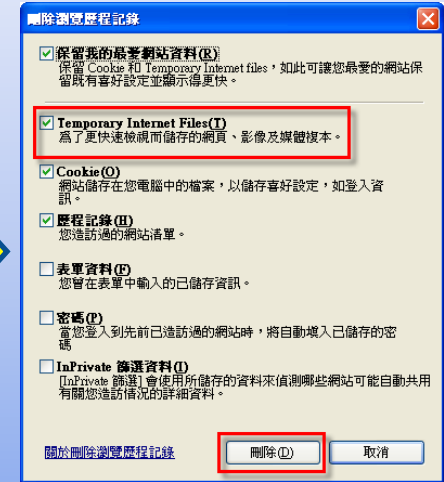 刪除瀏覽歷程記錄
保留我的最愛網站資料(R)
保留 Cookie 和 Temporary Internet files，如此可讓您最愛的網站保
留既有喜好設定並顯示得更快。
Temporary Internet Files(T)
為了更快速檢視而儲存的網頁、影像及媒體複本。
Cookie(O)
網站儲存在您電腦中的檔案，以儲存喜好設定，如登入資
訊。
歷程記錄(H)
您造訪過的網站清單。
表單資料(F)
您曾在表單中輸入的已儲存資訊。
密碼(P)
當您登入到先前已造訪過的網站時，將自動填入已儲存的密
碼
InPrivate 篩選資料(I)
[InPrivate 篩選] 會使用所儲存的資料來偵測哪些網站可能自動共用
有關您造訪情況的詳細資料。
關於刪除瀏覽歷程記錄 刪除(D) 取消